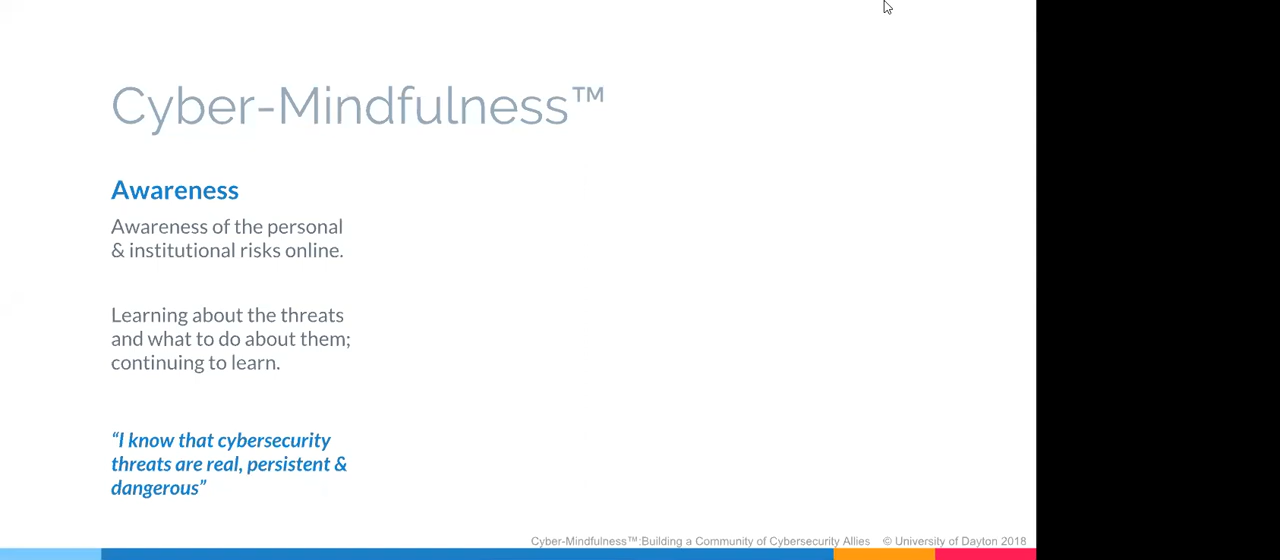 Cyber-Mindfulness™
Awareness
Awareness of the personal
& institutional risks online.
Learning about the threats
and what to do about them;
continuing to learn.
“I know that cybersecurity
threats are real, persistent &
dangerous”
Cyber-Mindfulness™:Building a Community of Cybersecurity Allies © University of Dayton 2018